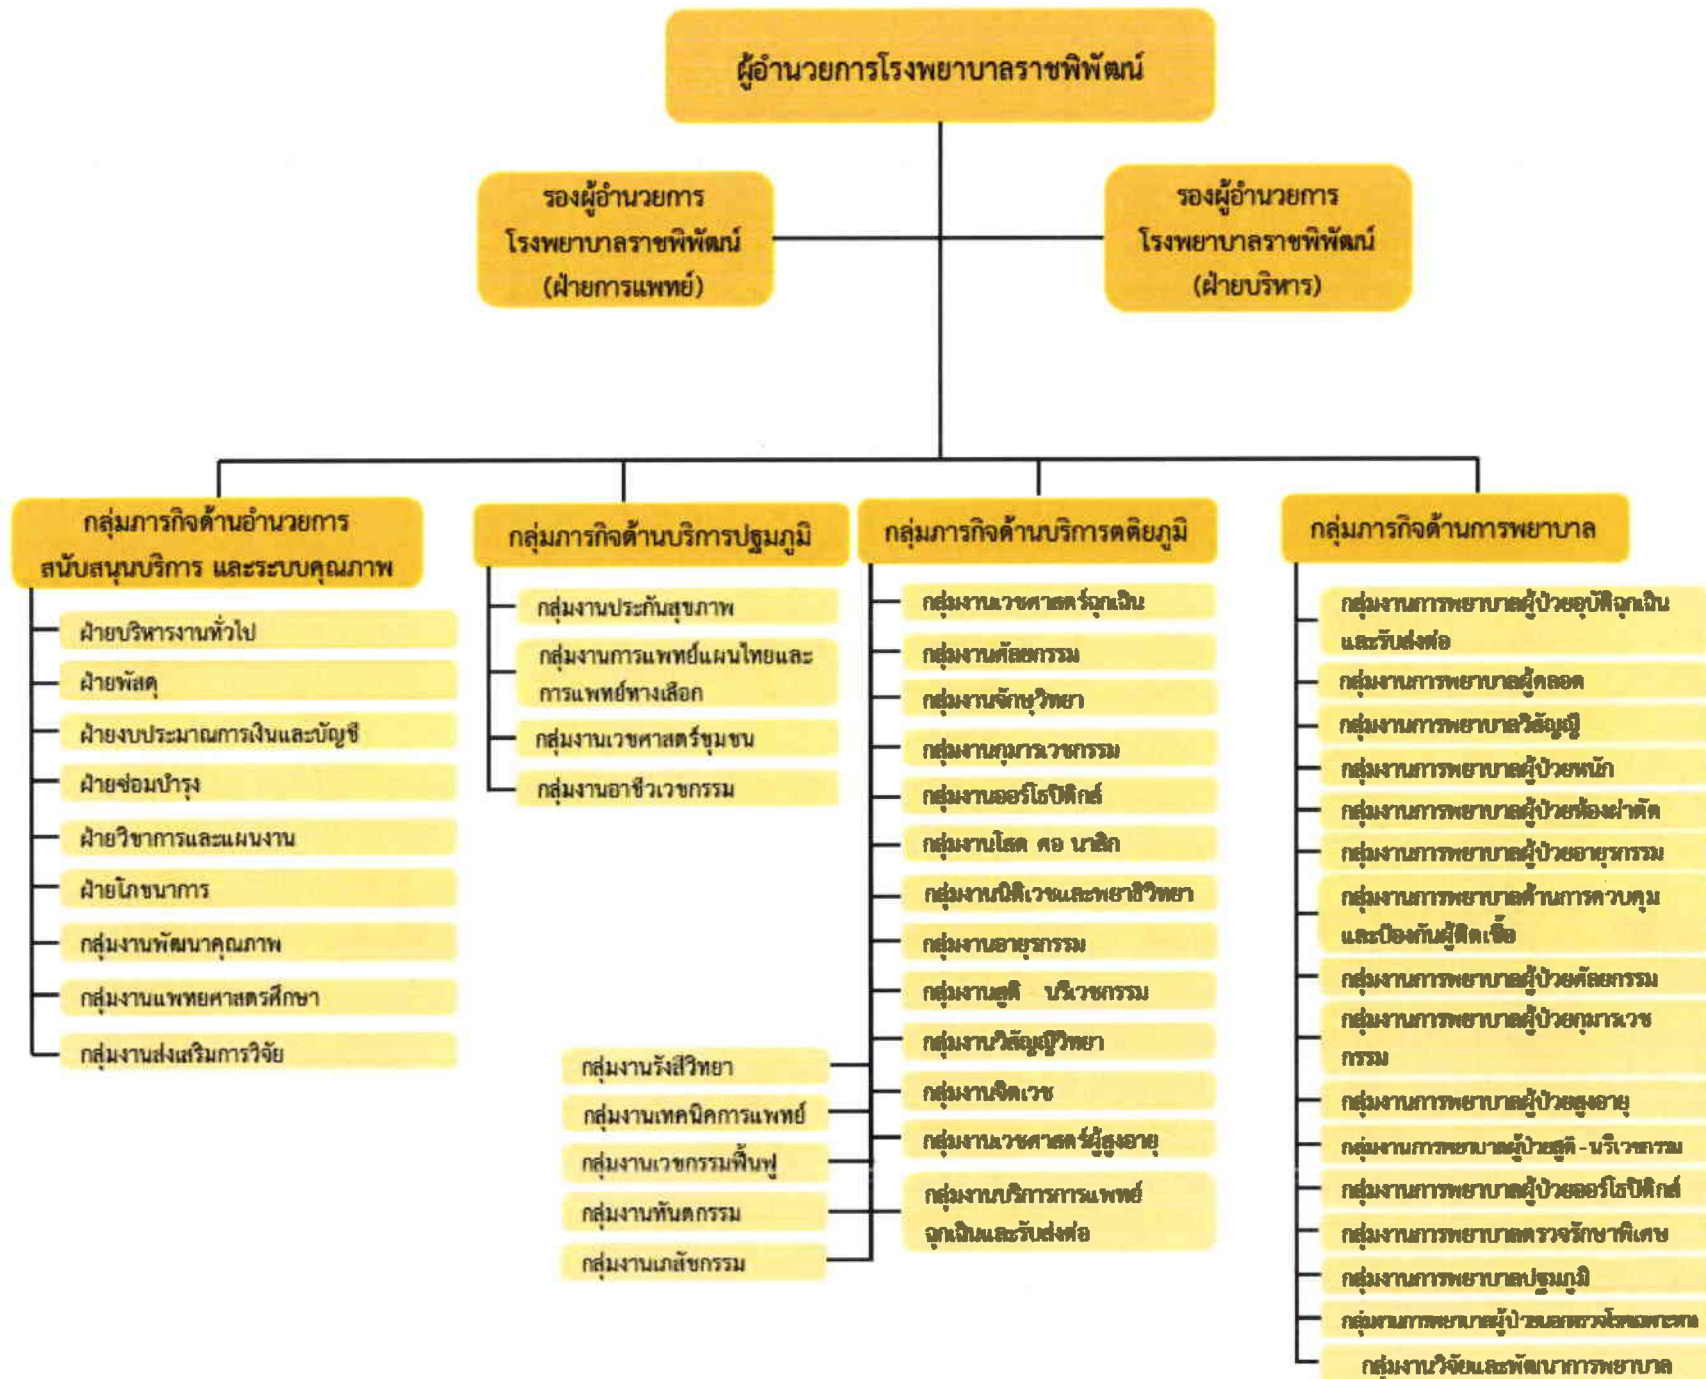 ผู้อำนวยการโรงพยาบาลราชพิพัฒน์
รองผู้อำนวยการ
โรงพยาบาลราชพิพัฒน์
(ฝ่ายการแพทย์)
รองผู้อำนวยการ
โรงพยาบาลราชพิพัฒน์
(ฝ่ายบริหาร)
กลุ่มภารกิจด้านอำนวยการ
สนับสนุนบริการ และระบบคุณภาพ
ฝ่ายบริหารงานทั่วไป
ฝ่ายพัสดุ
ฝ่ายงบประมาณการเงินและบัญชี
ฝ่ายซ่อมบำรุง
ฝ่ายวิชาการและแผนงาน
ฝ่ายโภชนาการ
กลุ่มงานพัฒนาคุณภาพ
กลุ่มงานแพทยศาสตรศึกษา
กลุ่มงานส่งเสริมการวิจัย
กลุ่มภารกิจด้านบริการปฐมภูมิ
กลุ่มงานประกันสุขภาพ
กลุ่มงานการแพทย์แผนไทยและ
การแพทย์ทางเลือก
กลุ่มงานเวชศาสตร์ชุมชน
กลุ่มงานอาชีวเวชกรรม
กลุ่มภารกิจด้านบริการตติยภูมิ
กลุ่มงานเวชศาสตร์ฉุกเฉิน
กลุ่มงานศัลยกรรม
กลุ่มงานจักษุวิทยา
กลุ่มงานกุมารเวชกรรม
กลุ่มงานออร์โธปิดิกส์
กลุ่มงานโสต ศอ นาสิก
กลุ่มงานนิติเวชและพยาธิวิทยา
กลุ่มงานอายุรกรรม
กลุ่มงานสูติ นรีเวชกรรม
กลุ่มงานวิสัญญีวิทยา
กลุ่มงานจิตเวช
กลุ่มงานเวชศาสตร์ผู้สูงอายุ
กลุ่มงานบริการการแพทย์
ฉุกเฉินและรับส่งต่อ
กลุ่มงานรังสีวิทยา
กลุ่มงานเทคนิคการแพทย์
กลุ่มงานเวชกรรมฟื้นฟู
กลุ่มงานทันตกรรม
กลุ่มงานเภสัชกรรม
กลุ่มภารกิจด้านการพยาบาล
กลุ่มงานการพยาบาลผู้ป่วยอุบัติฉุกเฉิน
และรับส่งต่อ
กลุ่มงานการพยาบาลผู้คลอด
กลุ่มงานการพยาบาลวิสัญญี
กลุ่มงานการพยาบาลผู้ป่วยหนัก
กลุ่มงานการพยาบาลผู้ป่วยห้องผ่าตัด
กลุ่มงานการพยาบาลผู้ป่วยอายุรกรรม
กลุ่มงานการพยาบาลด้านการควบคุม
และป้องกันผู้ติดเชื้อ
กลุ่มงานการพยาบาลผู้ป่วยศัลยกรรม
กลุ่มงานการพยาบาลผู้ป่วยกุมารเวช
กรรม
กลุ่มงานการพยาบาลผู้ป่วยสูงอายุ
กลุ่มงานการพยาบาลผู้ป่วยสูติ-นรีเวชกรรม
กลุ่มงานการพยาบาลผู้ป่วยออร์โธปิดิกส์
กลุ่มงานการพยาบาลตรวจรักษาพิเศษ
กลุ่มงานการพยาบาลปฐมภูมิ
กลุ่มงานการพยาบาลผู้ป่วยนอกตรวจโรคเฉพาะทาง
กลุ่มงานวิจัยและพัฒนาการพยาบาล